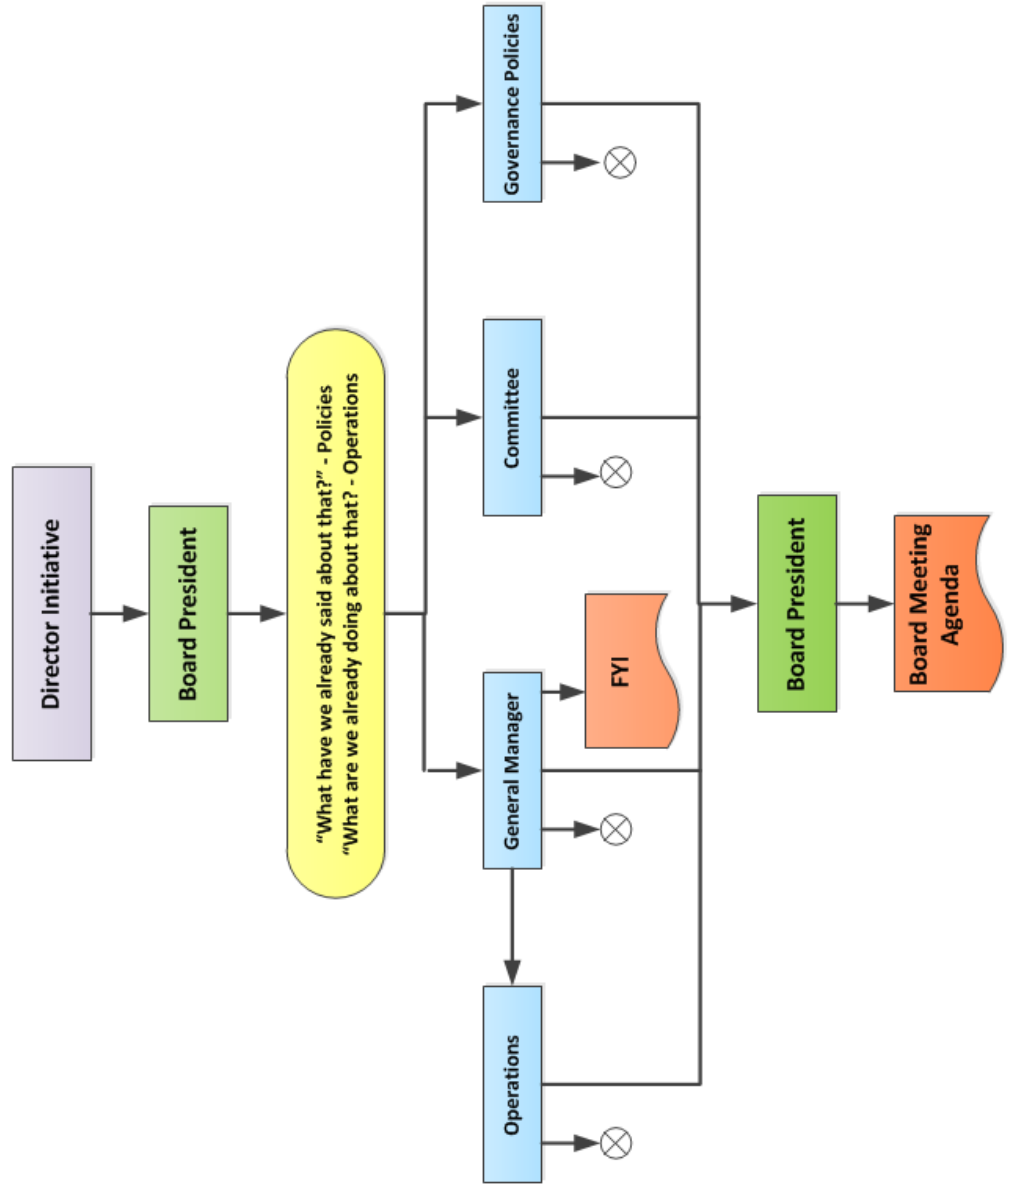 Director Initiative
Board President
“What have we already said about that?” - Policies
“What are we already doing about that? - Operations
Operations
General Manager
Committee
Governance Policies
FYI
Board President
Board Meeting
Agenda